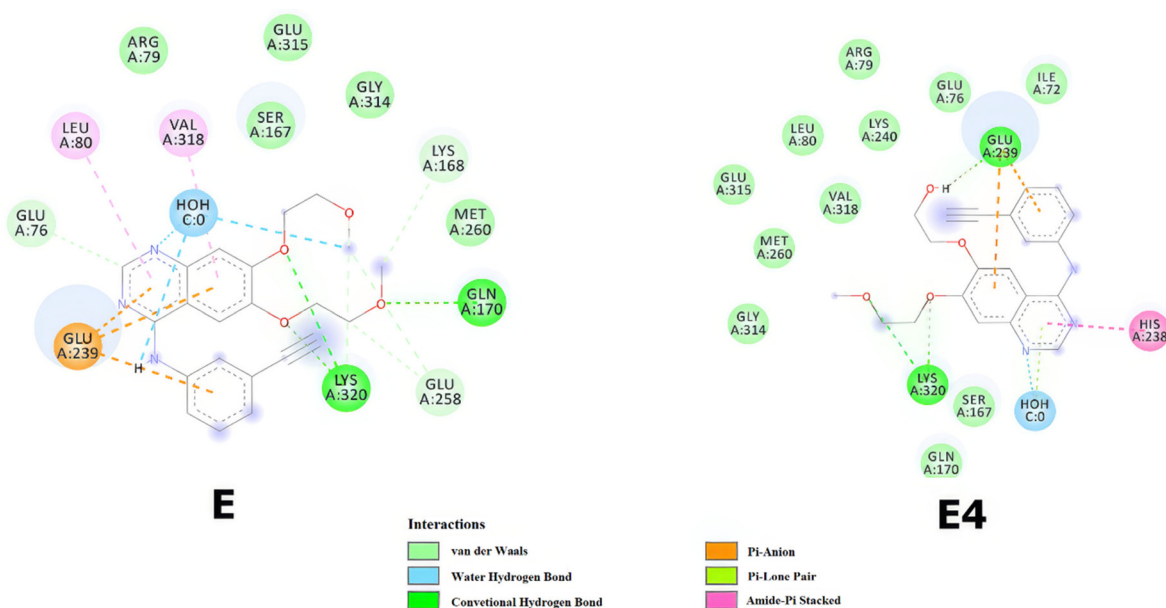 ARG
A:79
GLU
A:315
GLY
A:314
SER
A:167
LEU
A:80
VAL
A:318
LYS
A:168
HOH
C:0
GLU
A:76
MET
A:260
O
O
O
O
N
N
N
H
GLN
A:170
GLU
A:239
LYS
A:320
GLU
A:258
E
ARG
A:79
GLU
A:76
ILE
A:72
LYS
A:240
LEU
A:80
GLU
A:239
GLU
A:315
VAL
A:318
MET
A:260
O
H
O
O
O
N
N
N
GLY
A:314
HIS
A:238
LYS
A:320
SER
A:167
HOH
C:0
GLN
A:170
E4
Interactions
van der Waals
Water Hydrogen Bond
Convetional Hydrogen Bond
Pi-Anion
Pi-Lone Pair
Amide-Pi Stacked